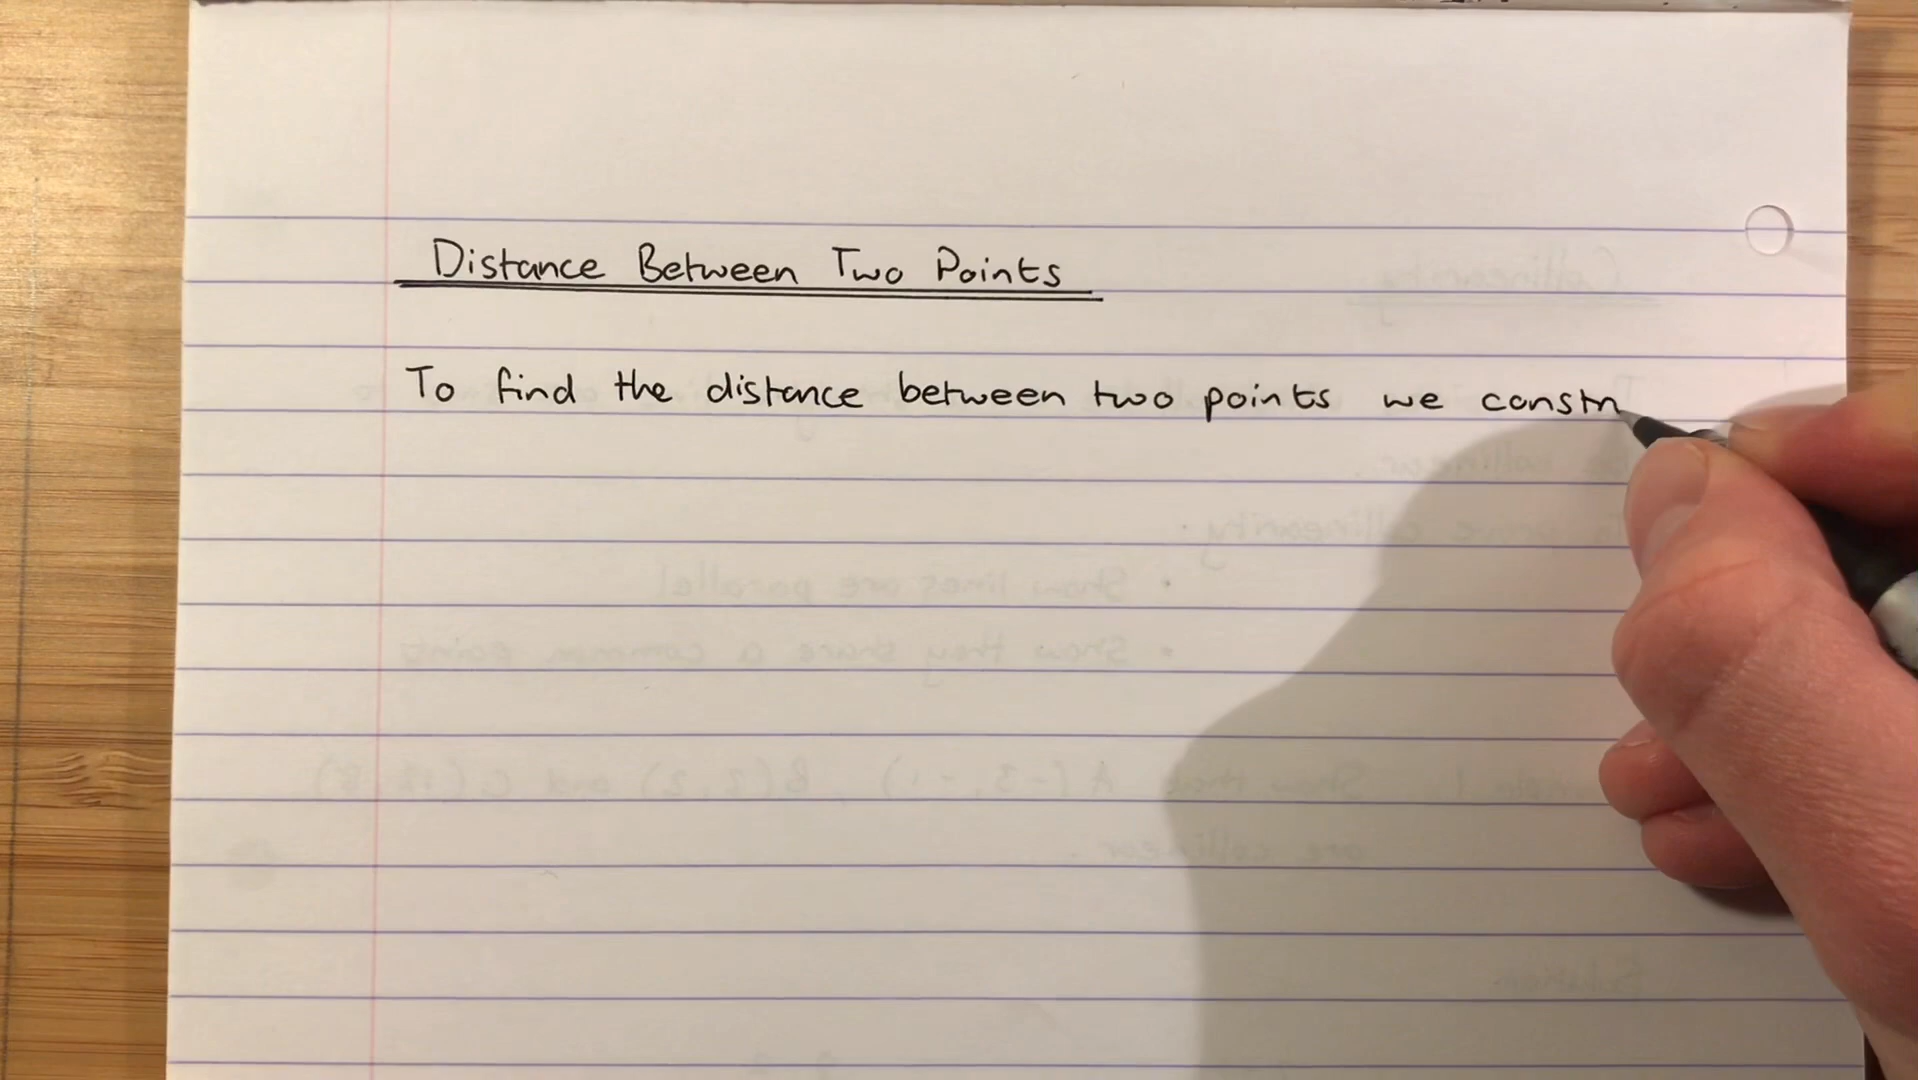 Distance Between Two Points
To find the distance between two points we constr